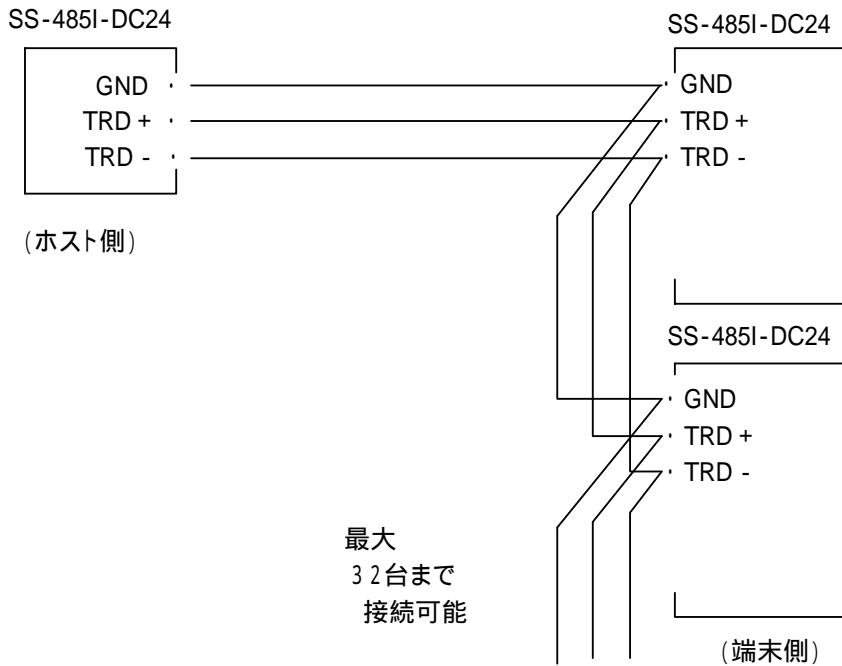 SS-485I-DC24
GND
TRD +
TRD -
(ホスト側)
SS-485I-DC24
GND
TRD +
TRD -
SS-485I-DC24
GND
TRD +
TRD -
最大
32台まで
接続可能
(端末側)